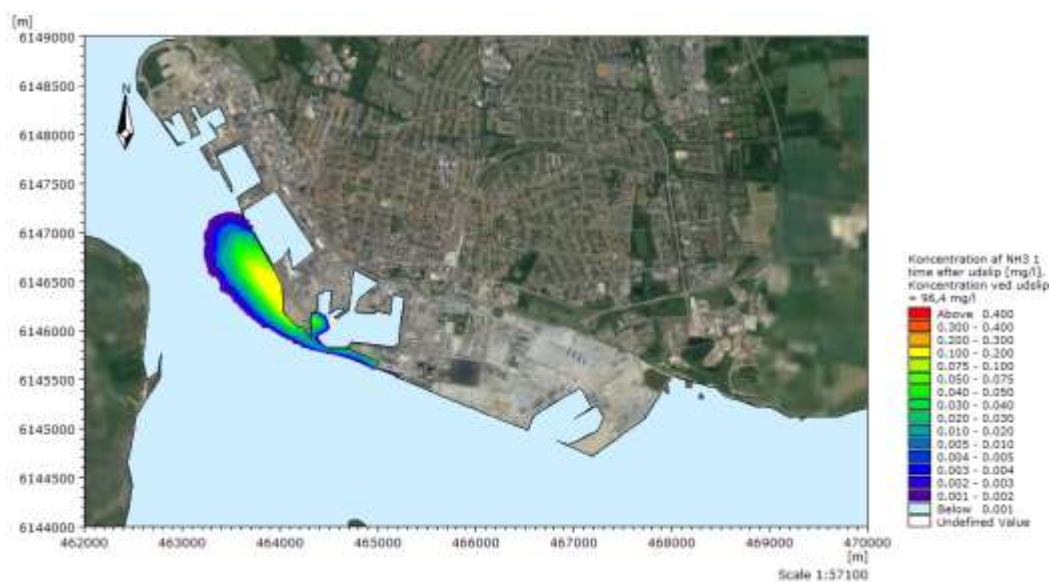 [m]
6149000
6148500
6148000
6147500
6147000
6146500
6146000
6145500
6145000
6144500
6144000
N
462000 463000 464000 465000 466000 467000 468000 469000 470000
[m]
Scale 1:57100
Koncentration af NH3 1
time efter udslip [mg/l].
Koncentration ved udslip
= 96,4 mg/l
Above 0.400
0.300 - 0.400
0.200 - 0.300
0.100 - 0.200
0.075 - 0.100
0.050 - 0.075
0.040 - 0.050
0.030 - 0.040
0.020 - 0.030
0.010 - 0.020
0.005 - 0.010
0.004 - 0.005
0.003 - 0.004
0.002 - 0.003
0.001 - 0.002
Below 0.001
Undefined Value